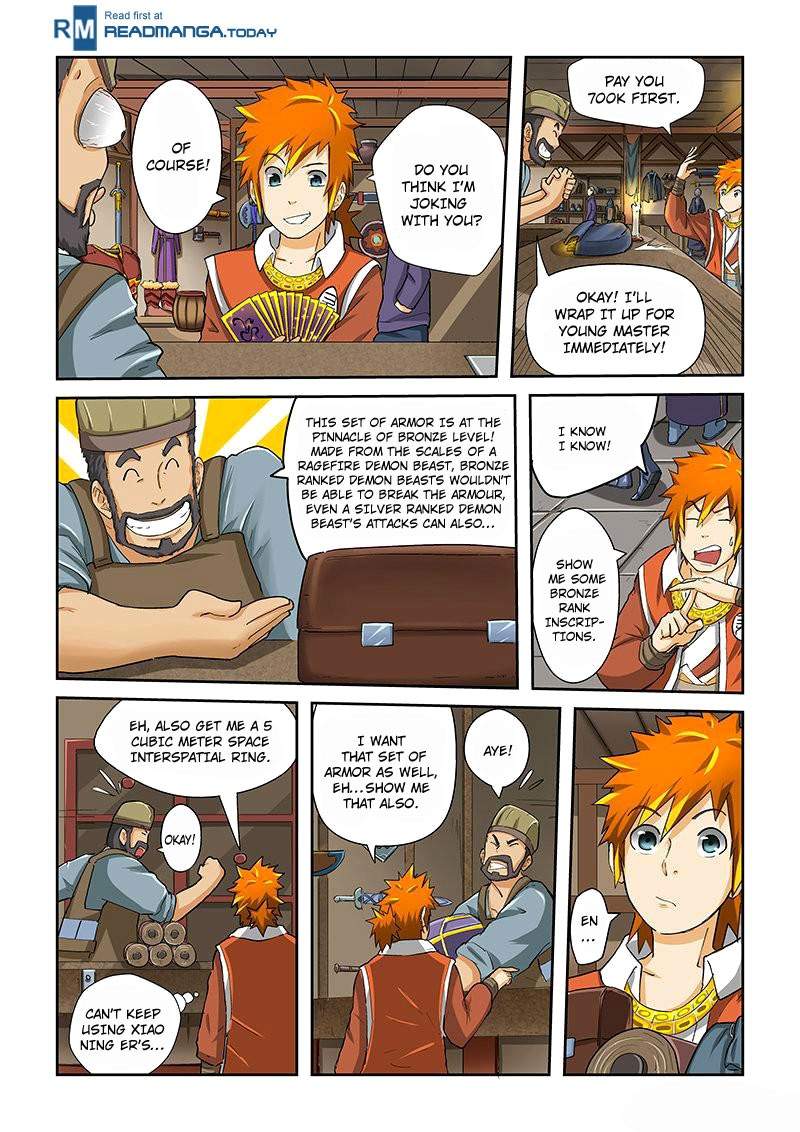 Read first at
RM READMANGA.TODAY
OF
COURSE!
DO YOU
THINK I'M
JOKING
WITH YOU?
PAY YOU
700K FIRST.
OKAY! I'LL
WRAP IT UP FOR
YOUNG MASTER
IMMEDIATELY!
THIS SET OF ARMOR IS AT THE
PINNACLE OF BRONZE LEVEL!
MADE FROM THE SCALES OF A
RAGEFIRE DEMON BEAST, BRONZE
RANKED DEMON BEASTS WOULDN'T
BE ABLE TO BREAK THE ARMOUR,
EVEN A SILVER RANKED DEMON
BEAST'S ATTACKS CAN ALSO...
I KNOW
I KNOW!
SHOW
ME SOME
BRONZE
RANK
INSCRIP-
TIONS.
EH, ALSO GET ME A 5
CUBIC METER SPACE
INTERSPATIAL RING.
OKAY!
CAN'T KEEP
USING XIAO
NING ER'S...
I WANT
THAT SET OF
ARMOR AS WELL,
EH...SHOW ME
THAT ALSO.
AYE!
EN
...